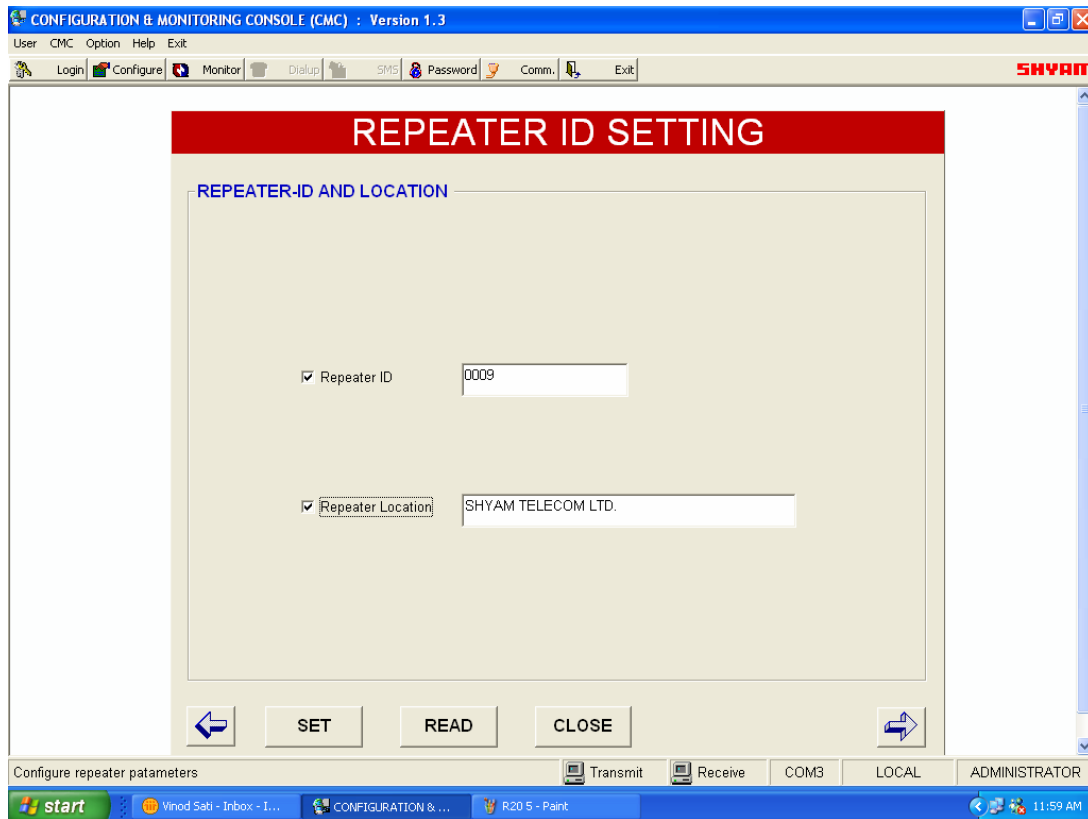 CONFIGURATION & MONITORING CONSOLE (CMC) : Version 1.3
User CMC Option Help Exit
Login Configure Monitor Dialup SMS Password Comm. Exit SHYAM
REPEATER ID SETTING
REPEATER-ID AND LOCATION
Repeater ID 0009
Repeater Location SHYAM TELECOM LTD.
SET READ CLOSE
Configure repeater patameters Transmit Receive COM3 LOCAL ADMINISTRATOR
start Vinod Sati - Inbox - I... CONFIGURATION & ... R20 5 - Paint 11:59 AM